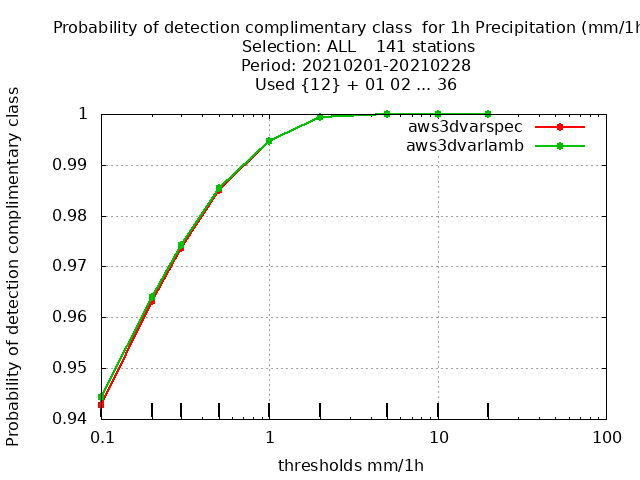 Probability of detection complimentary class  for 1h Precipitation (mm/1h
Selection: ALL    141 stations
Period: 20210201-20210228
Used {12} + 01 02 ... 36
Probability of detection complimentary class
1
0.99
0.98
0.97
0.96
0.95
0.94
aws3dvarspec
aws3dvarlamb
0.1
1
10
100
thresholds mm/1h